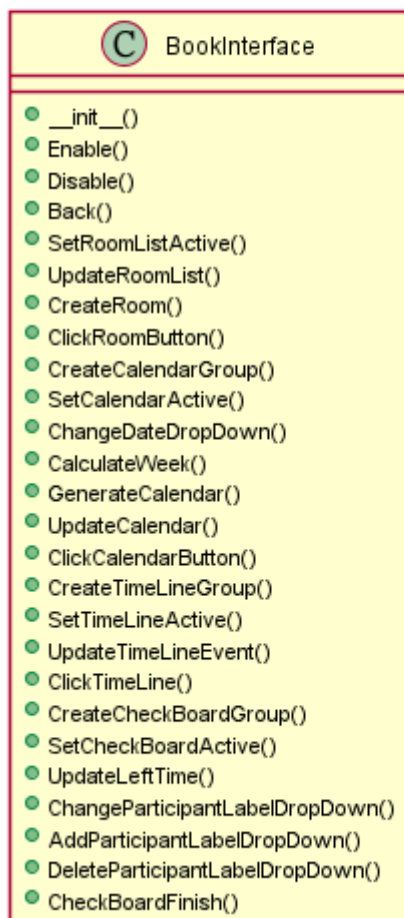 C BookInterface
__init__()
Enable()
Disable()
Back()
SetRoomListActive()
UpdateRoomList()
CreateRoom()
ClickRoomButton()
CreateCalendarGroup()
SetCalendarActive()
ChangeDateDropDown()
CalculateWeek()
GenerateCalendar()
UpdateCalendar()
ClickCalendarButton()
CreateTimeLineGroup()
SetTimeLineActive()
UpdateTimeLineEvent()
ClickTimeLine()
CreateCheckBoardGroup()
SetCheckBoardActive()
UpdateLeftTime()
ChangeParticipantLabelDropDown()
AddParticipantLabelDropDown()
DeleteParticipantLabelDropDown()
CheckBoardFinish()